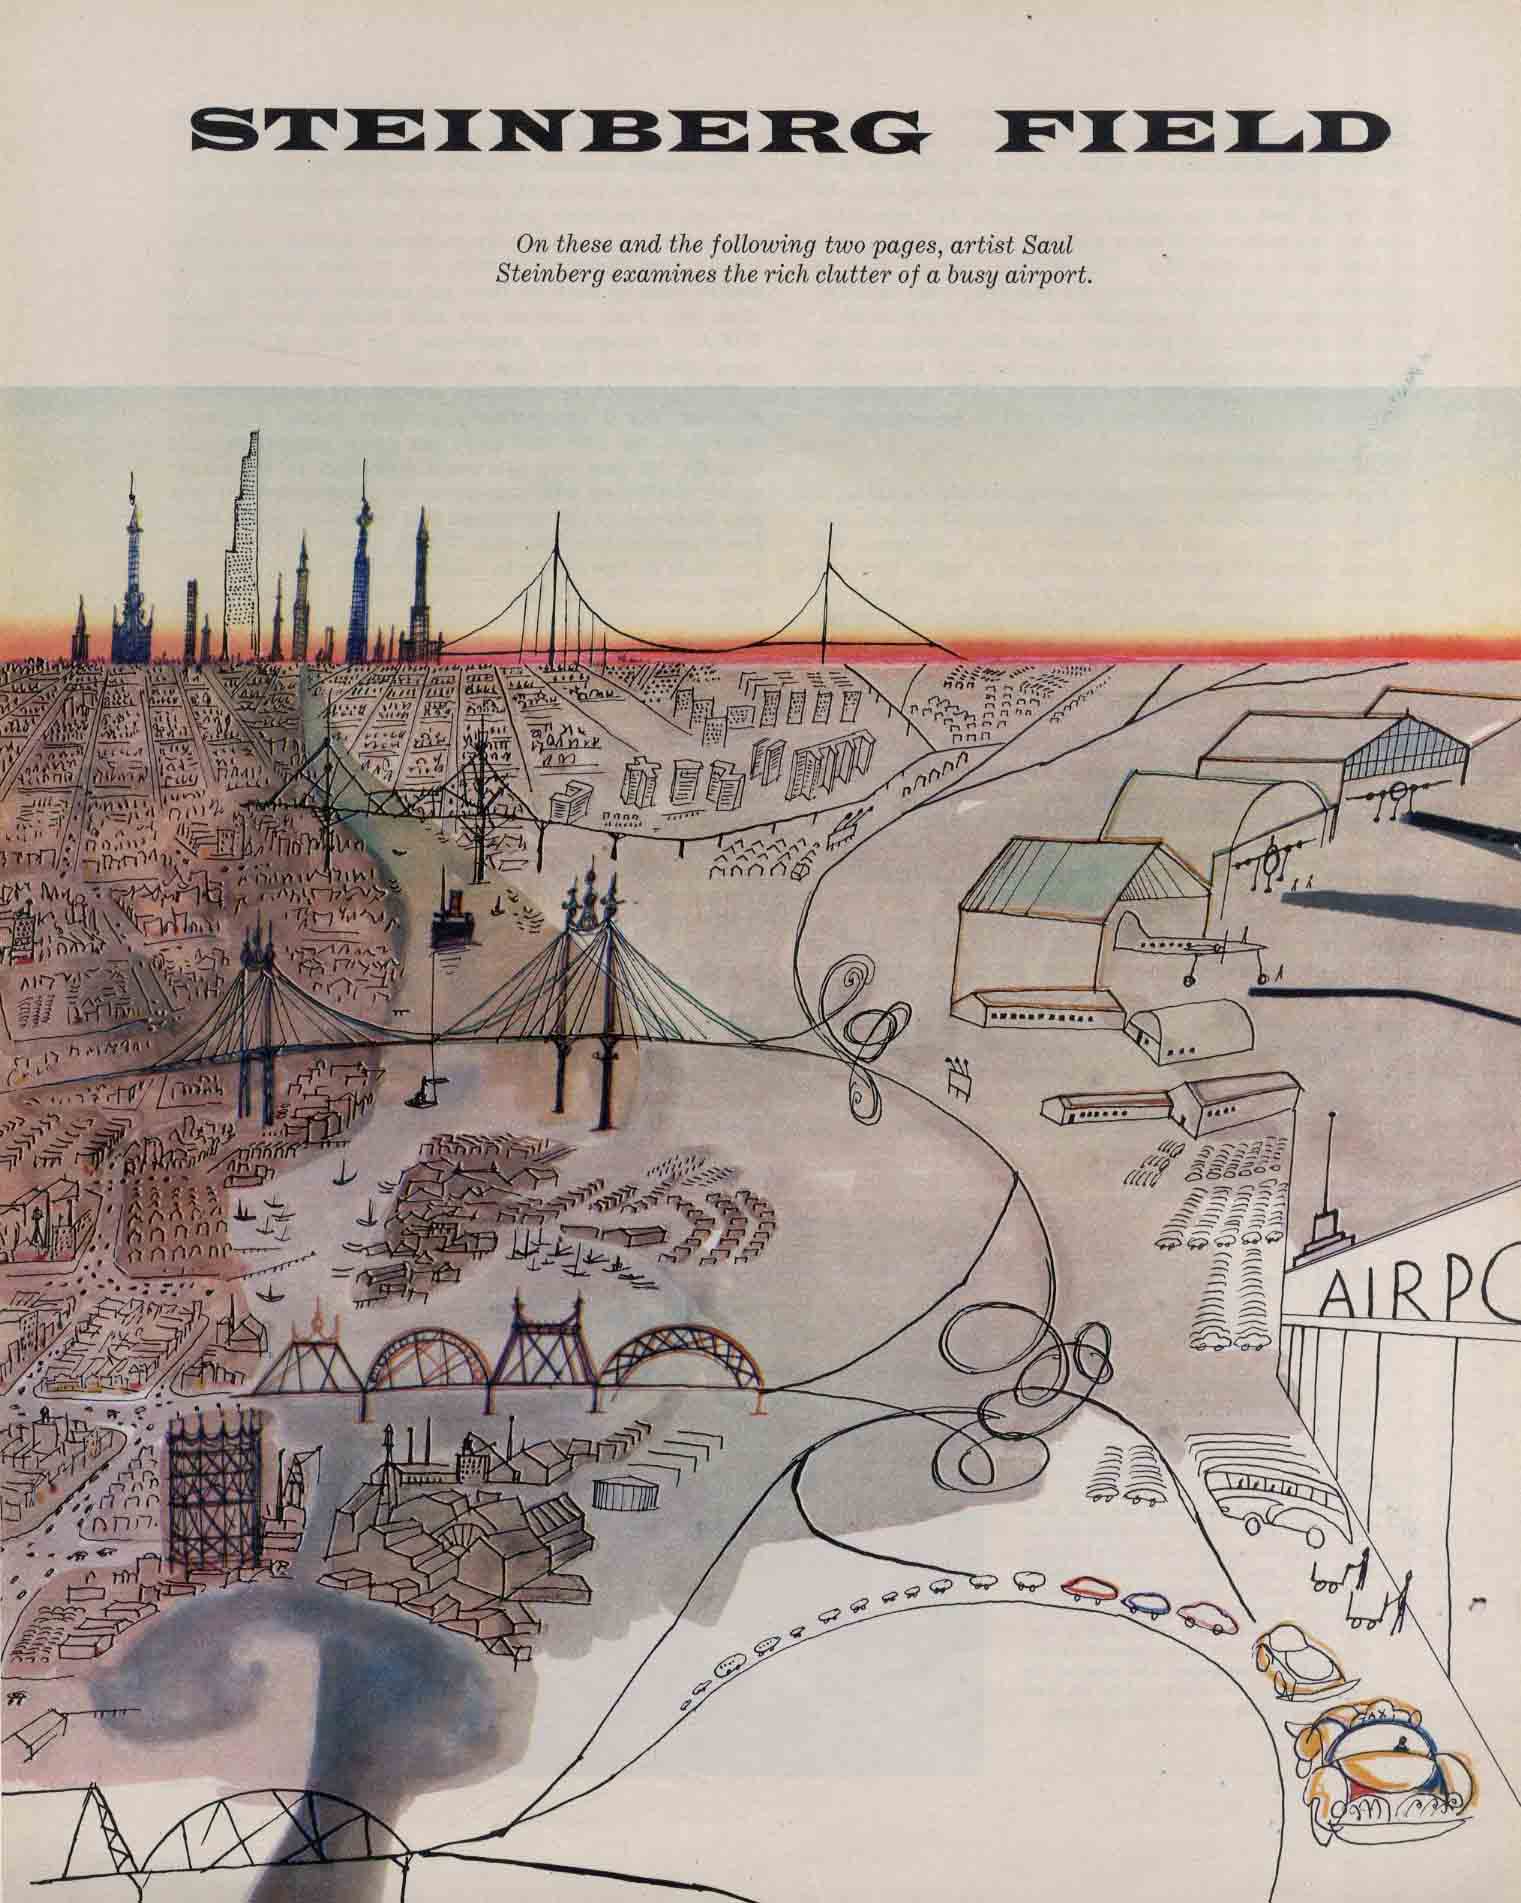 STEINBERG FIELD
On these and the following two pages, artist Saul
Steinberg examines the rich clutter of a busy airport.
AIRPO
TAXI